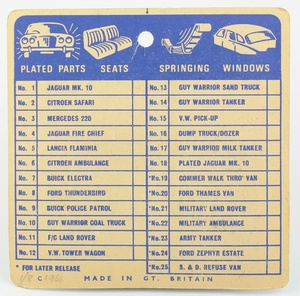 PLATED PARTS SEATS SPRINGING WINDOWS
No. 1 JAGUAR MK. 10
No. 2 CITROEN SAFARI
No. 3 MERCEDES 220
No. 4 JAGUAR FIRE CHIEF
No. 5 LANCIA FLAMINIA
No. 6 CITROEN AMBULANCE
No. 7 BUICK ELECTRA
No. 8 FORD THUNDERBIRD
No. 9 BUICK POLICE PATROL
No. 10 GUY WARRIOR COAL TRUCK
No. 11 F/C LAND ROVER
No. 12 V.W. TOWER WAGON
No. 13 GUY WARRIOR SAND TRUCK
No. 14 GUY WARRIOR TANKER
No. 15 V.W. PICK-UP
No. 16 DUMP TRUCK/DOZER
No. 17 GUY WARRIOR MILK TANKER
No. 18 PLATED JAGUAR MK. 10
*No. 19 COMMER WALK THRO' VAN
*No. 20 FORD THAMES VAN
*No. 21 MILITARY LAND ROVER
*No. 22 MILITARY AMBULANCE
*No. 23 ARMY TANKER
*No. 24 FORD ZEPHYR ESTATE
*No. 25 S. & D. REFUSE VAN
* FOR LATER RELEASE
MADE IN GT. BRITAIN